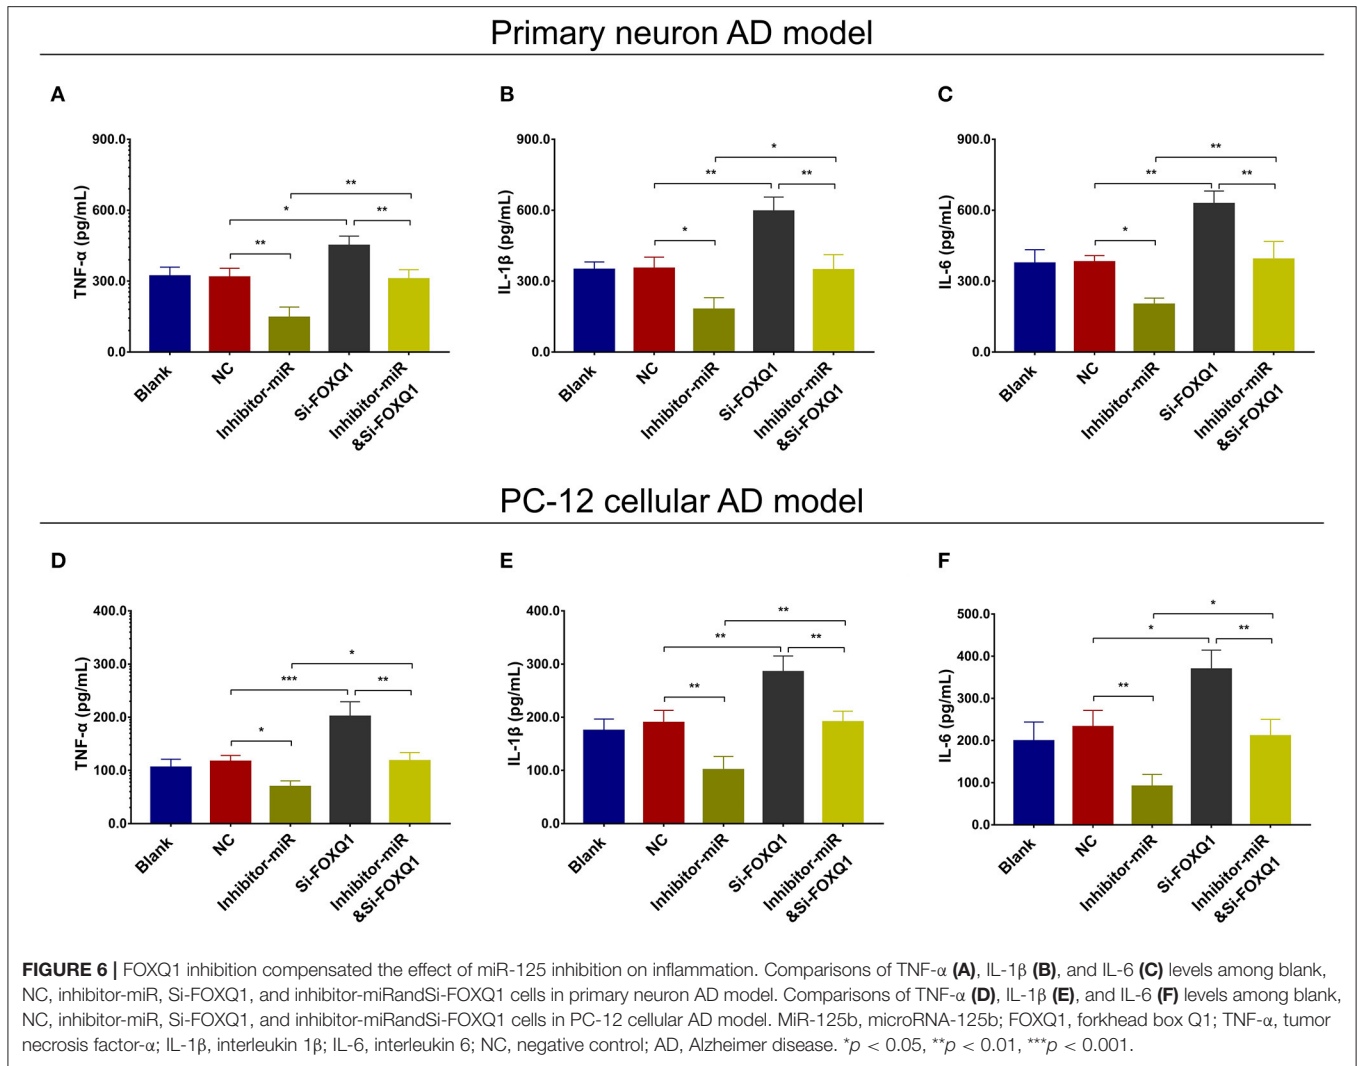 Primary neuron AD model
A
B
C
900.0
600.0
300.0
0.0
TNF-α (pg/mL)
**
*
**
**
Blank
NC
Inhibitor-miR
Si-FOXQ1
Inhibitor-miR
&Si-FOXQ1
900.0
600.0
300.0
0.0
IL-1β (pg/mL)
*
**
**
*
Blank
NC
Inhibitor-miR
Si-FOXQ1
Inhibitor-miR
&Si-FOXQ1
900.0
600.0
300.0
0.0
IL-6 (pg/mL)
**
**
**
*
Blank
NC
Inhibitor-miR
Si-FOXQ1
Inhibitor-miR
&Si-FOXQ1
PC-12 cellular AD model
D
E
F
400.0
300.0
200.0
100.0
0.0
TNF-α (pg/mL)
*
***
**
*
Blank
NC
Inhibitor-miR
Si-FOXQ1
Inhibitor-miR
&Si-FOXQ1
400.0
300.0
200.0
100.0
0.0
IL-1β (pg/mL)
**
**
**
**
Blank
NC
Inhibitor-miR
Si-FOXQ1
Inhibitor-miR
&Si-FOXQ1
500.0
400.0
300.0
200.0
100.0
0.0
IL-6 (pg/mL)
*
*
**
**
Blank
NC
Inhibitor-miR
Si-FOXQ1
Inhibitor-miR
&Si-FOXQ1
FIGURE 6 | FOXQ1 inhibition compensated the effect of miR-125 inhibition on inflammation. Comparisons of TNF-α (A), IL-1β (B), and IL-6 (C) levels among blank,
NC, inhibitor-miR, Si-FOXQ1, and inhibitor-miRandSi-FOXQ1 cells in primary neuron AD model. Comparisons of TNF-α (D), IL-1β (E), and IL-6 (F) levels among blank,
NC, inhibitor-miR, Si-FOXQ1, and inhibitor-miRandSi-FOXQ1 cells in PC-12 cellular AD model. MiR-125b, microRNA-125b; FOXQ1, forkhead box Q1; TNF-α, tumor
necrosis factor-α; IL-1β, interleukin 1β; IL-6, interleukin 6; NC, negative control; AD, Alzheimer disease. *p < 0.05, **p < 0.01, ***p < 0.001.